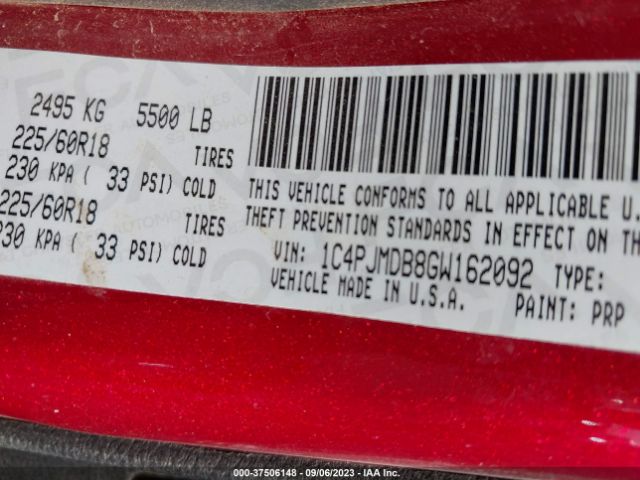 2495 KG 5500 LB
225/60R18 TIRES
230 KPA ( 33 PSI) COLD
225/60R18 TIRES
230 KPA ( 33 PSI) COLD
THIS VEHICLE CONFORMS TO ALL APPLICABLE U.
THEFT PREVENTION STANDARDS IN EFFECT ON TH
VIN: 1C4PJMDB8GW162092 TYPE:
VEHICLE MADE IN U.S.A. PAINT: PRP
000-37506148 - 09/06/2023 - IAA Inc.